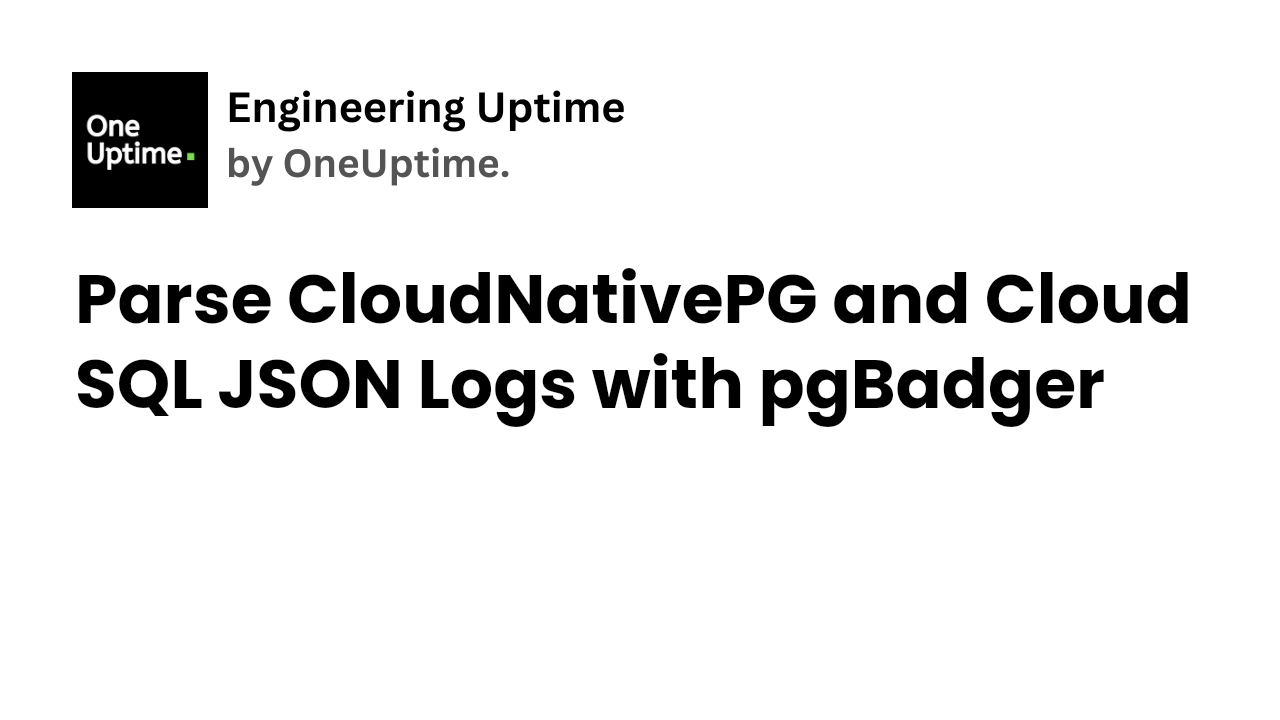 One
Uptime.
Engineering Uptime
by OneUptime.
Parse CloudNativePG and Cloud
SQL JSON Logs with pgBadger